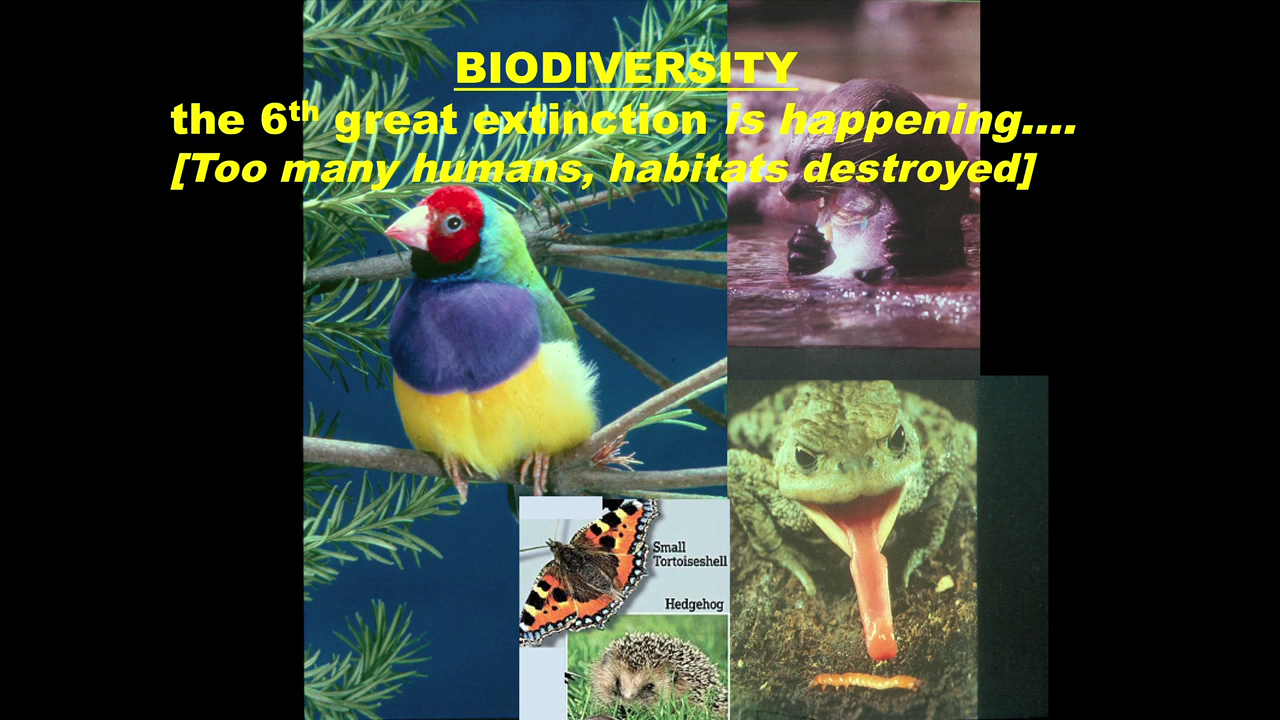 BIODIVERSITY
the 6th great extinction is happening....
[Too many humans, habitats destroyed]
Small
Tortoiseshell
Hedgehog